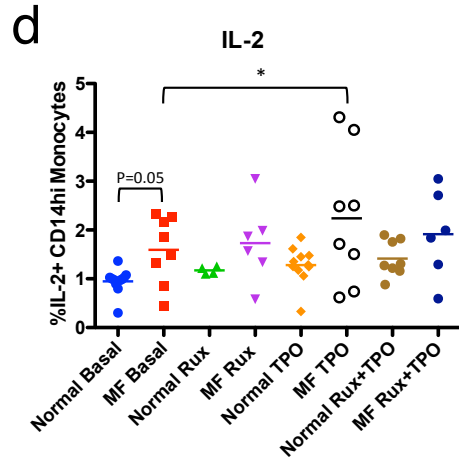 d
IL-2
%IL-2+ CD14hi Monocytes
5
4
3
2
1
0
*
P=0.05
Normal Basal
MF Basal
Normal Rux
MF Rux
Normal TPO
MF TPO
Normal Rux+TPO
MF Rux+TPO